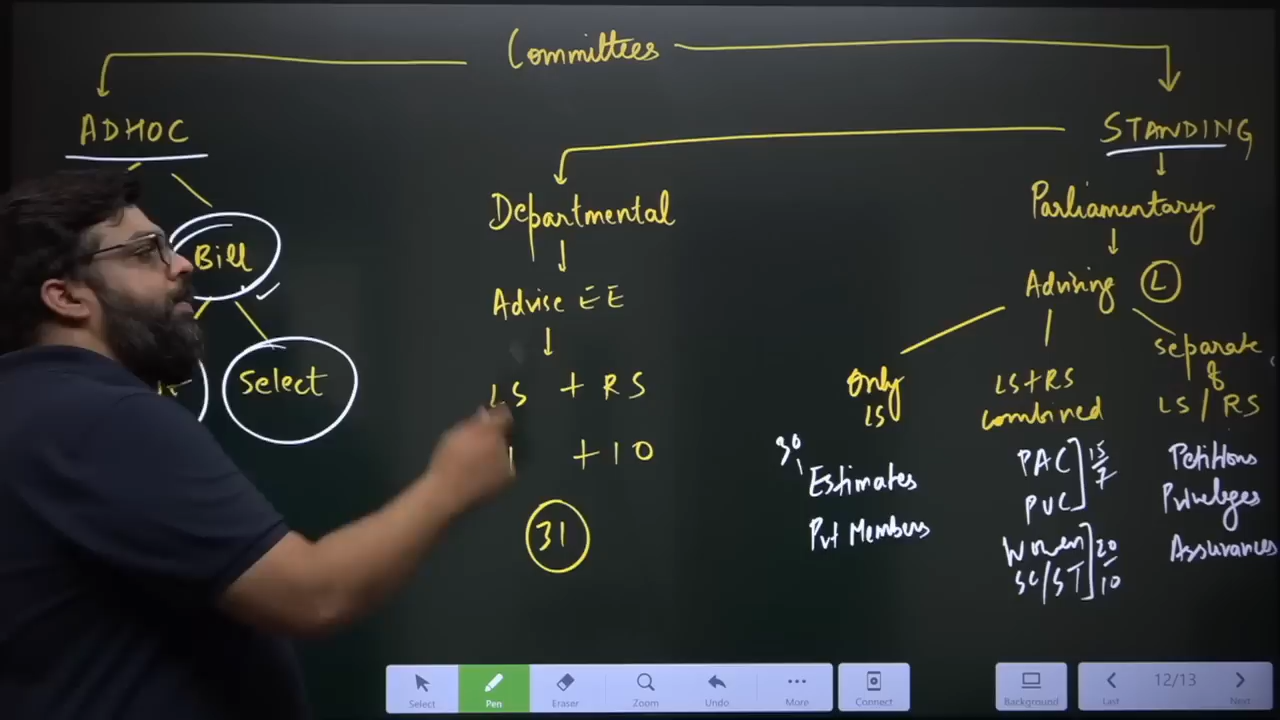 Committees
ADHOC
STANDING
Departmental
Parliamentary
Bill
Advise EE
Advising L
Select
LS + RS
Only
LS
LS+RS
combined
separate
of
LS/RS
+10
31
30
Estimates
Pvt Members
PAC
PUC
15
7
Women
SC/ST
20
10
Petitions
Privileges
Assurances
Select
Pen
Eraser
Zoom
Undo
More
Connect
Background
Last
12/13
Next